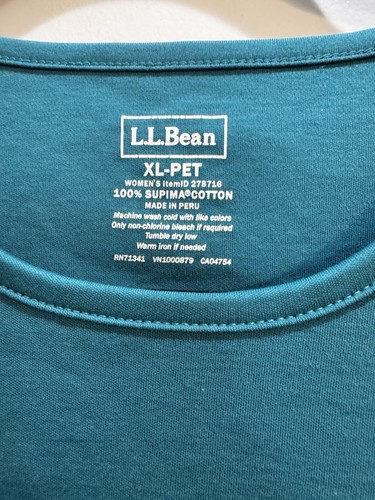 L.L.Bean
XL-PET
WOMEN'S ItemID 278716
100% SUPIMA®COTTON
MADE IN PERU
Machine wash cold with like colors
Only non-chlorine bleach if required
Tumble dry low
Warm iron if needed
RN71341 VN1000879 CA04754